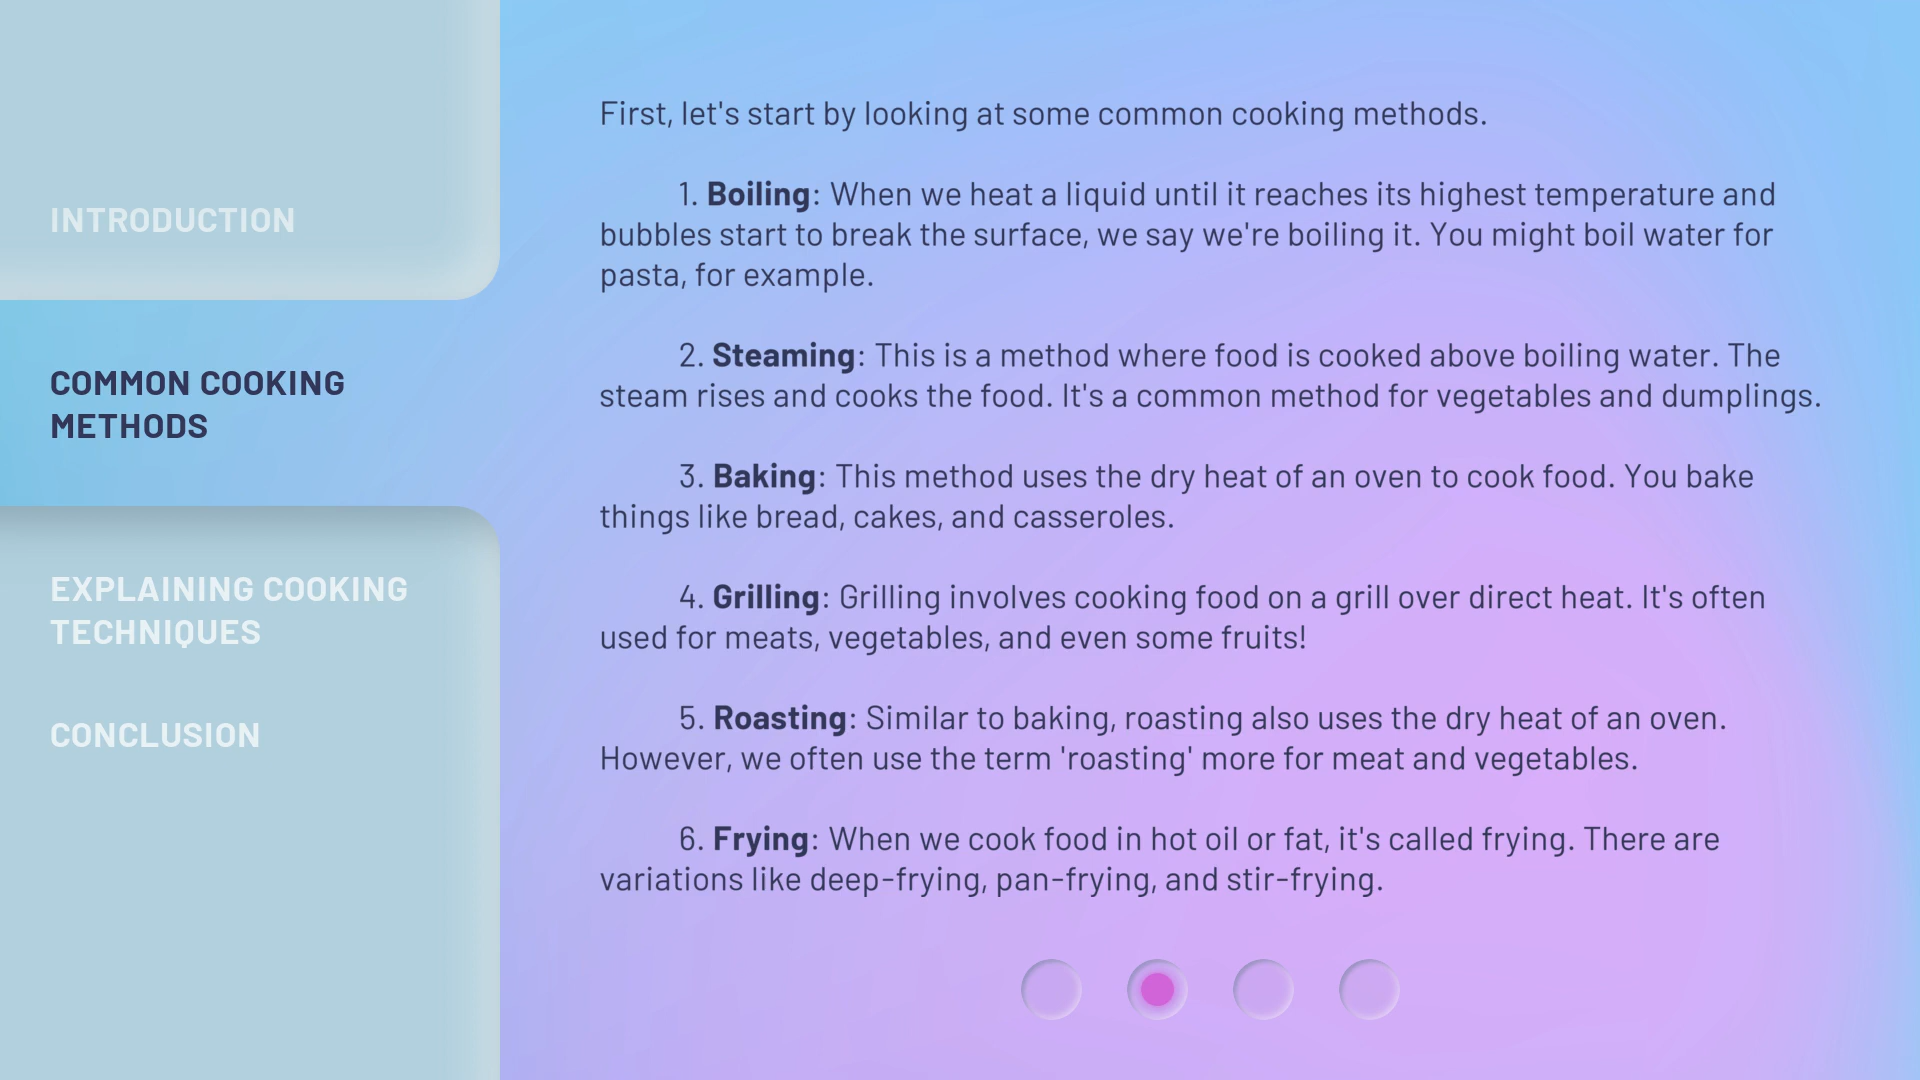 INTRODUCTION
COMMON COOKING
METHODS
EXPLAINING COOKING
TECHNIQUES
CONCLUSION
First, let's start by looking at some common cooking methods.
1. Boiling: When we heat a liquid until it reaches its highest temperature and
bubbles start to break the surface, we say we're boiling it. You might boil water for
pasta, for example.
2. Steaming: This is a method where food is cooked above boiling water. The
steam rises and cooks the food. It's a common method for vegetables and dumplings.
3. Baking: This method uses the dry heat of an oven to cook food. You bake
things like bread, cakes, and casseroles.
4. Grilling: Grilling involves cooking food on a grill over direct heat. It's often
used for meats, vegetables, and even some fruits!
5. Roasting: Similar to baking, roasting also uses the dry heat of an oven.
However, we often use the term 'roasting' more for meat and vegetables.
6. Frying: When we cook food in hot oil or fat, it's called frying. There are
variations like deep-frying, pan-frying, and stir-frying.